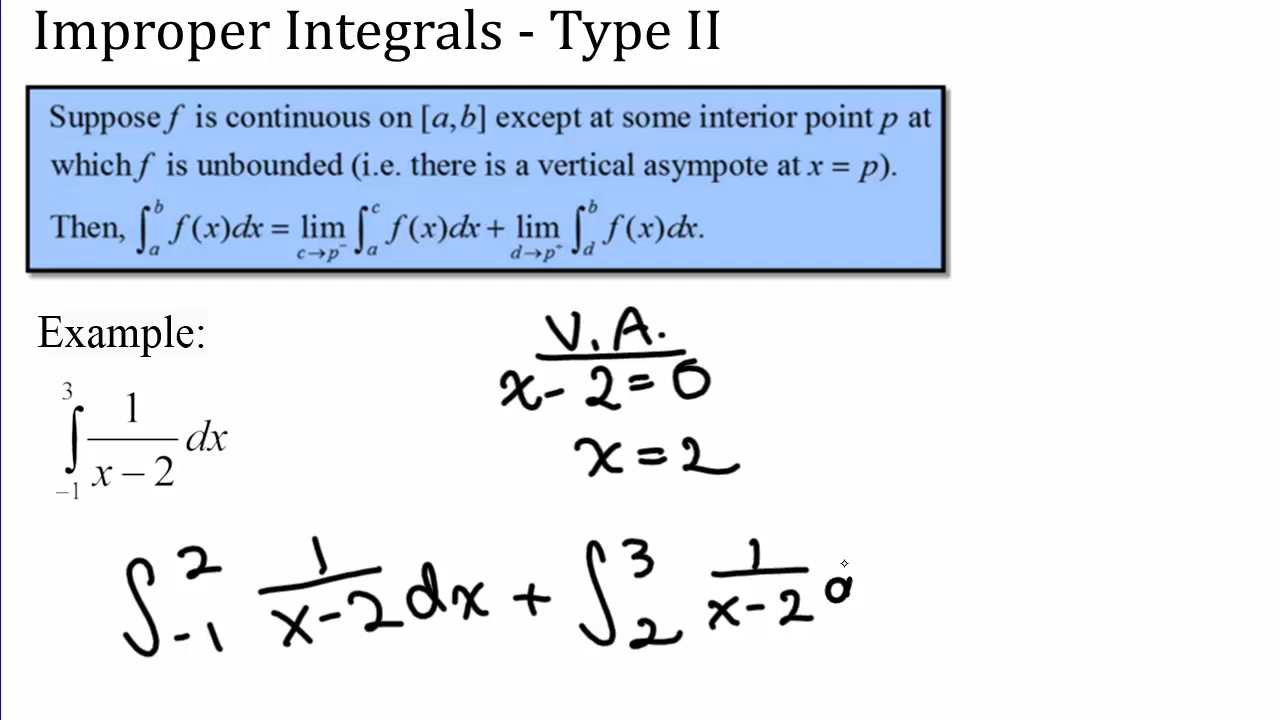 Improper Integrals - Type II
Suppose f is continuous on [a,b] except at some interior point p at
which f is unbounded (i.e. there is a vertical asympote at x = p).
Then, ∫_a^b f(x)dx = lim_{c→p⁻} ∫_a^c f(x)dx + lim_{d→p⁺} ∫_d^b f(x)dx.
Example:
V.A.
x - 2 = 0
x = 2
∫_{-1}^3 1/(x-2) dx
∫_{-1}^2 1/(x-2) dx + ∫_2^3 1/(x-2)